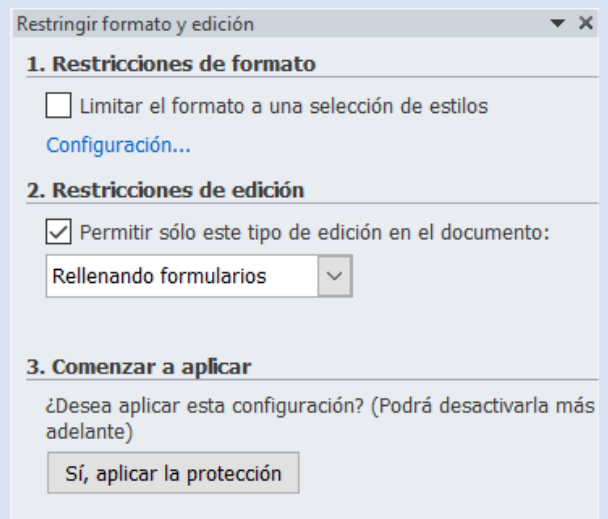 Restringir formato y edición
1. Restricciones de formato
Limitar el formato a una selección de estilos
Configuración...
2. Restricciones de edición
Permitir sólo este tipo de edición en el documento:
Rellenando formularios
3. Comenzar a aplicar
¿Desea aplicar esta configuración? (Podrá desactivarla más
adelante)
Sí, aplicar la protección